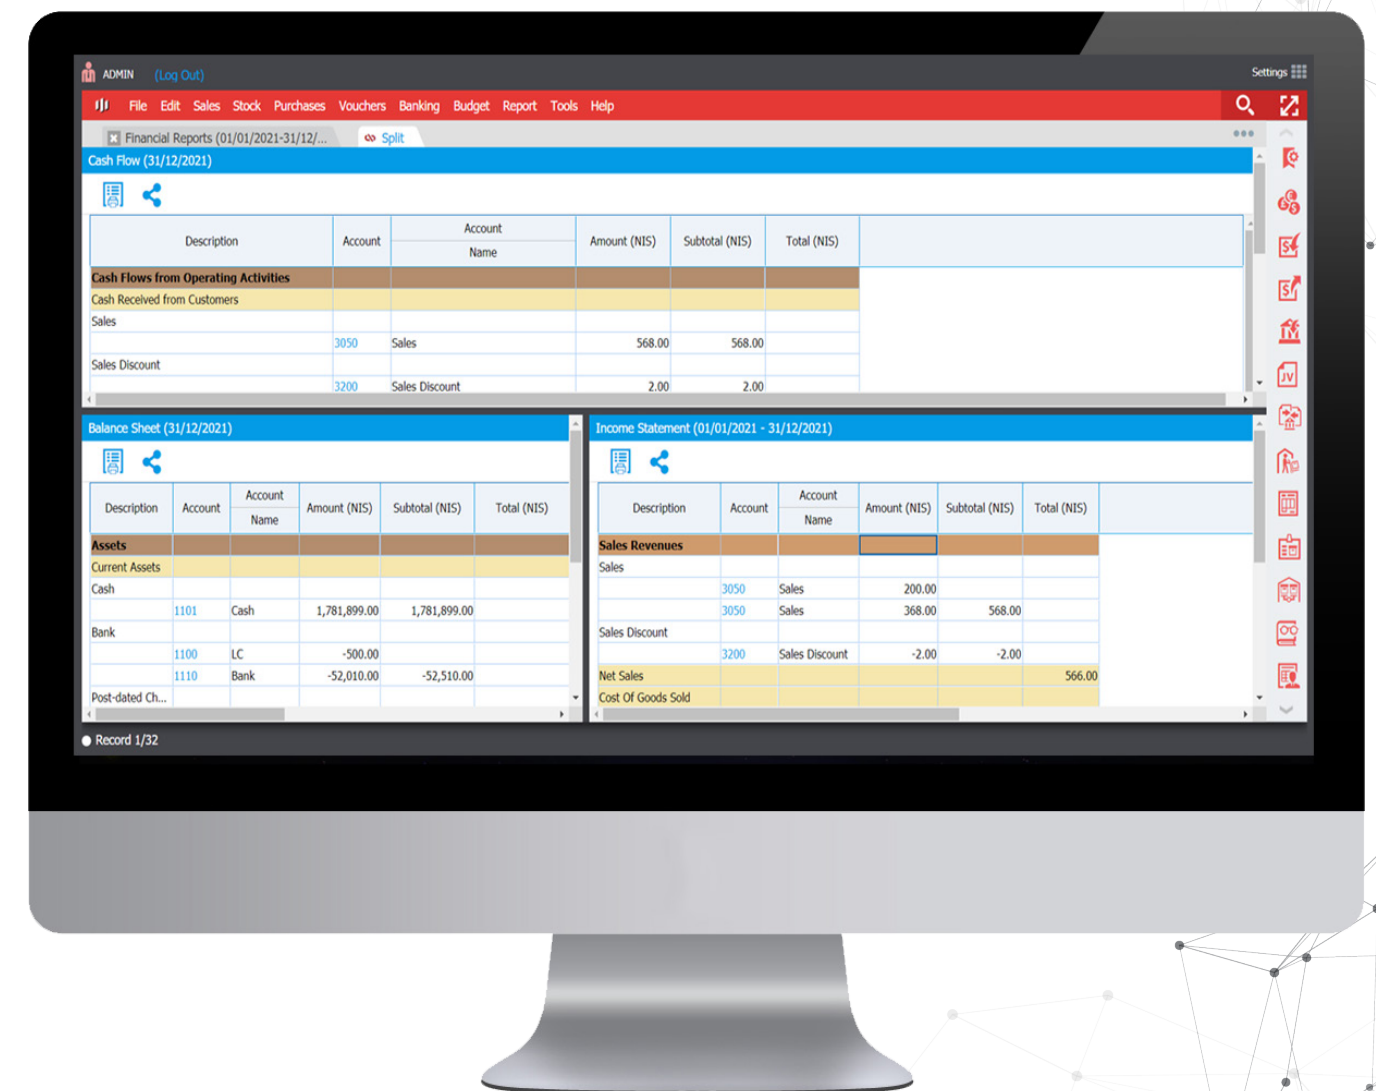 ADMIN (Log Out) Settings
File Edit Sales Stock Purchases Vouchers Banking Budget Report Tools Help
Financial Reports (01/01/2021-31/12/... Split
Cash Flow (31/12/2021)
Description Account Account Name Amount (NIS) Subtotal (NIS) Total (NIS)
Cash Flows from Operating Activities
Cash Received from Customers
Sales
3050 Sales 568.00 568.00
Sales Discount
3200 Sales Discount 2.00 2.00
Balance Sheet (31/12/2021)
Description Account Account Name Amount (NIS) Subtotal (NIS) Total (NIS)
Assets
Current Assets
Cash
1101 Cash 1,781,899.00 1,781,899.00
Bank
1100 LC -500.00
1110 Bank -52,010.00 -52,510.00
Post-dated Ch...
Income Statement (01/01/2021 - 31/12/2021)
Description Account Account Name Amount (NIS) Subtotal (NIS) Total (NIS)
Sales Revenues
Sales
3050 Sales 200.00
3050 Sales 368.00 568.00
Sales Discount
3200 Sales Discount -2.00 -2.00
Net Sales 566.00
Cost Of Goods Sold
JV
Record 1/32